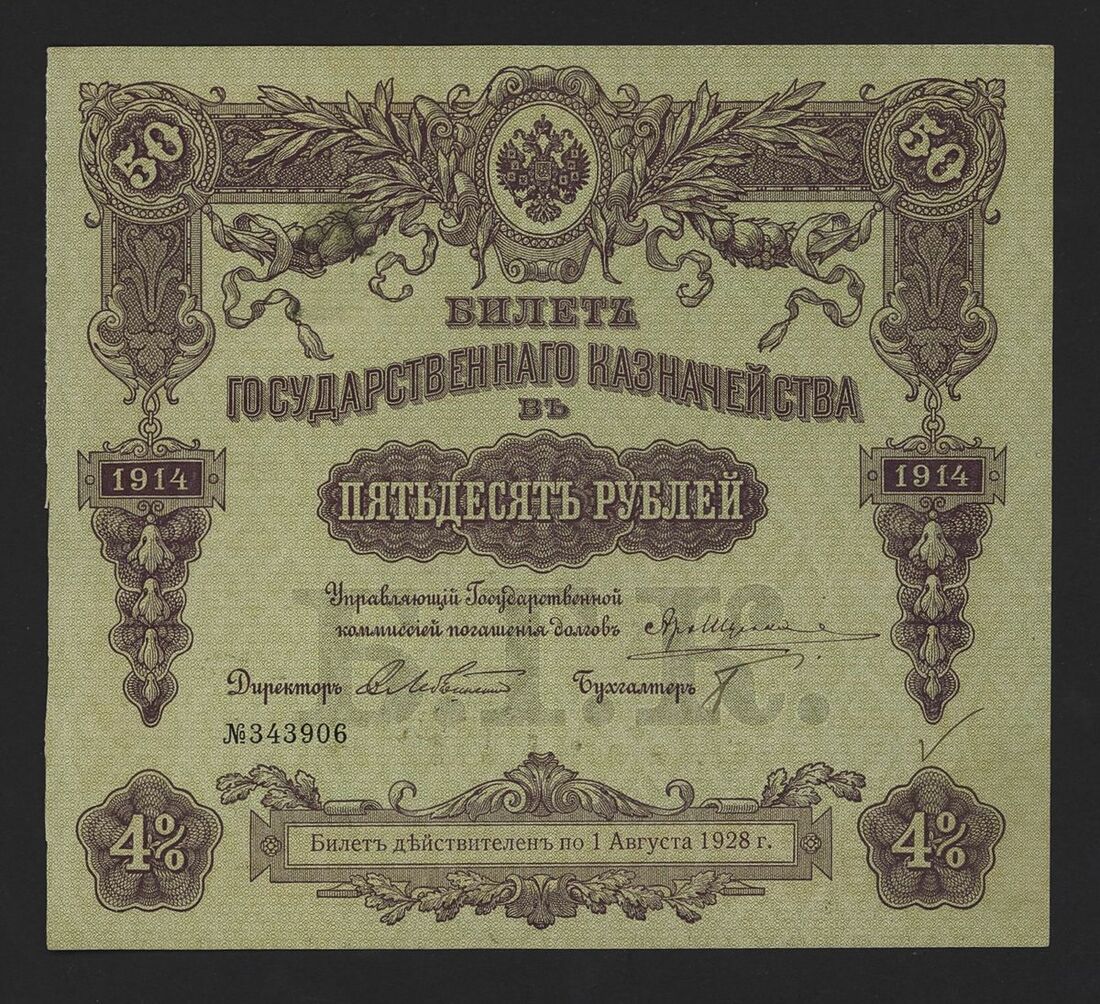 50 50
БИЛЕТЪ
ГОСУДАРСТВЕННАГО КАЗНАЧЕЙСТВА
ВЪ
1914 1914
ПЯТЬДЕСЯТЬ РУБЛЕЙ
Управляющій Государственной
коммиссіей погашенія долговъ
Директоръ Бухгалтеръ
№343906
4% 4%
Билетъ дѣйствителенъ по 1 Августа 1928 г.